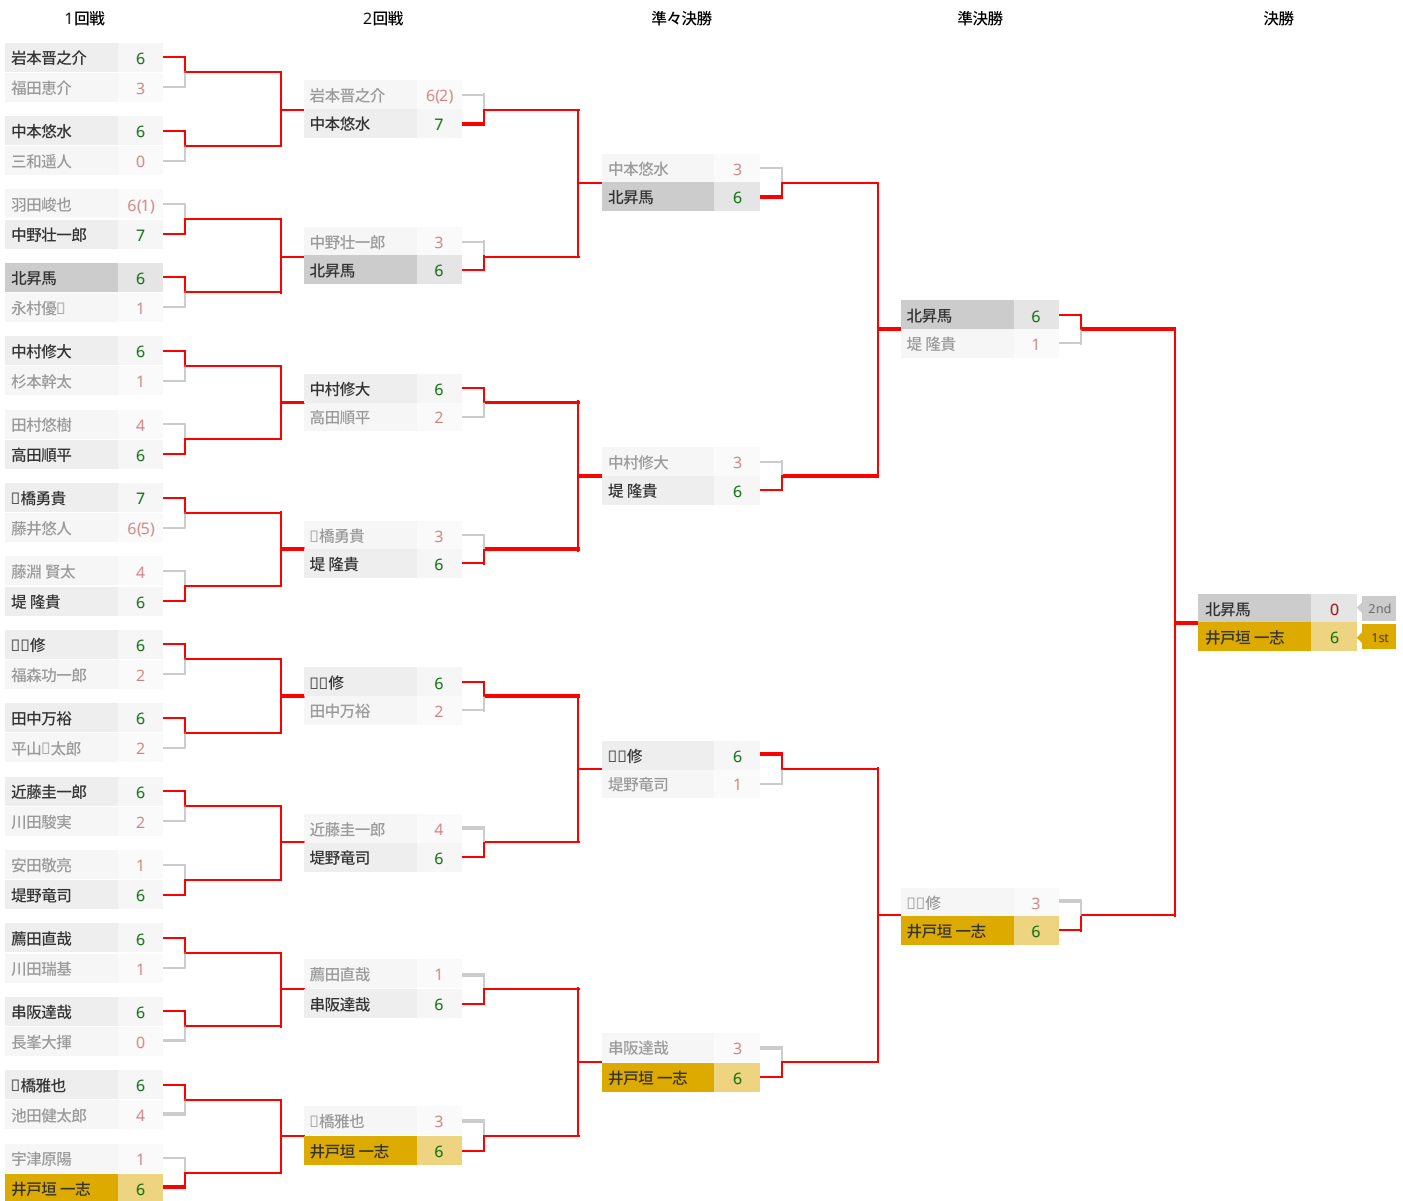 1回戦
2回戦
準々決勝
準決勝
決勝
岩本晋之介 6
福田恵介 3
中本悠水 6
三和遥人 0
羽田峻也 6(1)
中野壮一郎 7
北昇馬 6
永村優 1
中村修大 6
杉本幹太 1
田村悠樹 4
高田順平 6
橋勇貴 7
藤井悠人 6(5)
藤淵 賢太 4
堤 隆貴 6
修 6
福森功一郎 2
田中万裕 6
平山 太郎 2
近藤圭一郎 6
川田駿実 2
安田敬亮 1
堤野竜司 6
薦田直哉 6
川田瑞基 1
串阪達哉 6
長峯大揮 0
橋雅也 6
池田健太郎 4
宇津原陽 1
井戸垣 一志 6
岩本晋之介 6(2)
中本悠水 7
中野壮一郎 3
北昇馬 6
中村修大 6
高田順平 2
橋勇貴 3
堤 隆貴 6
修 6
田中万裕 2
近藤圭一郎 4
堤野竜司 6
薦田直哉 1
串阪達哉 6
橋雅也 3
井戸垣 一志 6
中本悠水 3
北昇馬 6
中村修大 3
堤 隆貴 6
修 6
堤野竜司 1
串阪達哉 3
井戸垣 一志 6
北昇馬 6
堤 隆貴 1
修 3
井戸垣 一志 6
北昇馬 0 2nd
井戸垣 一志 6 1st